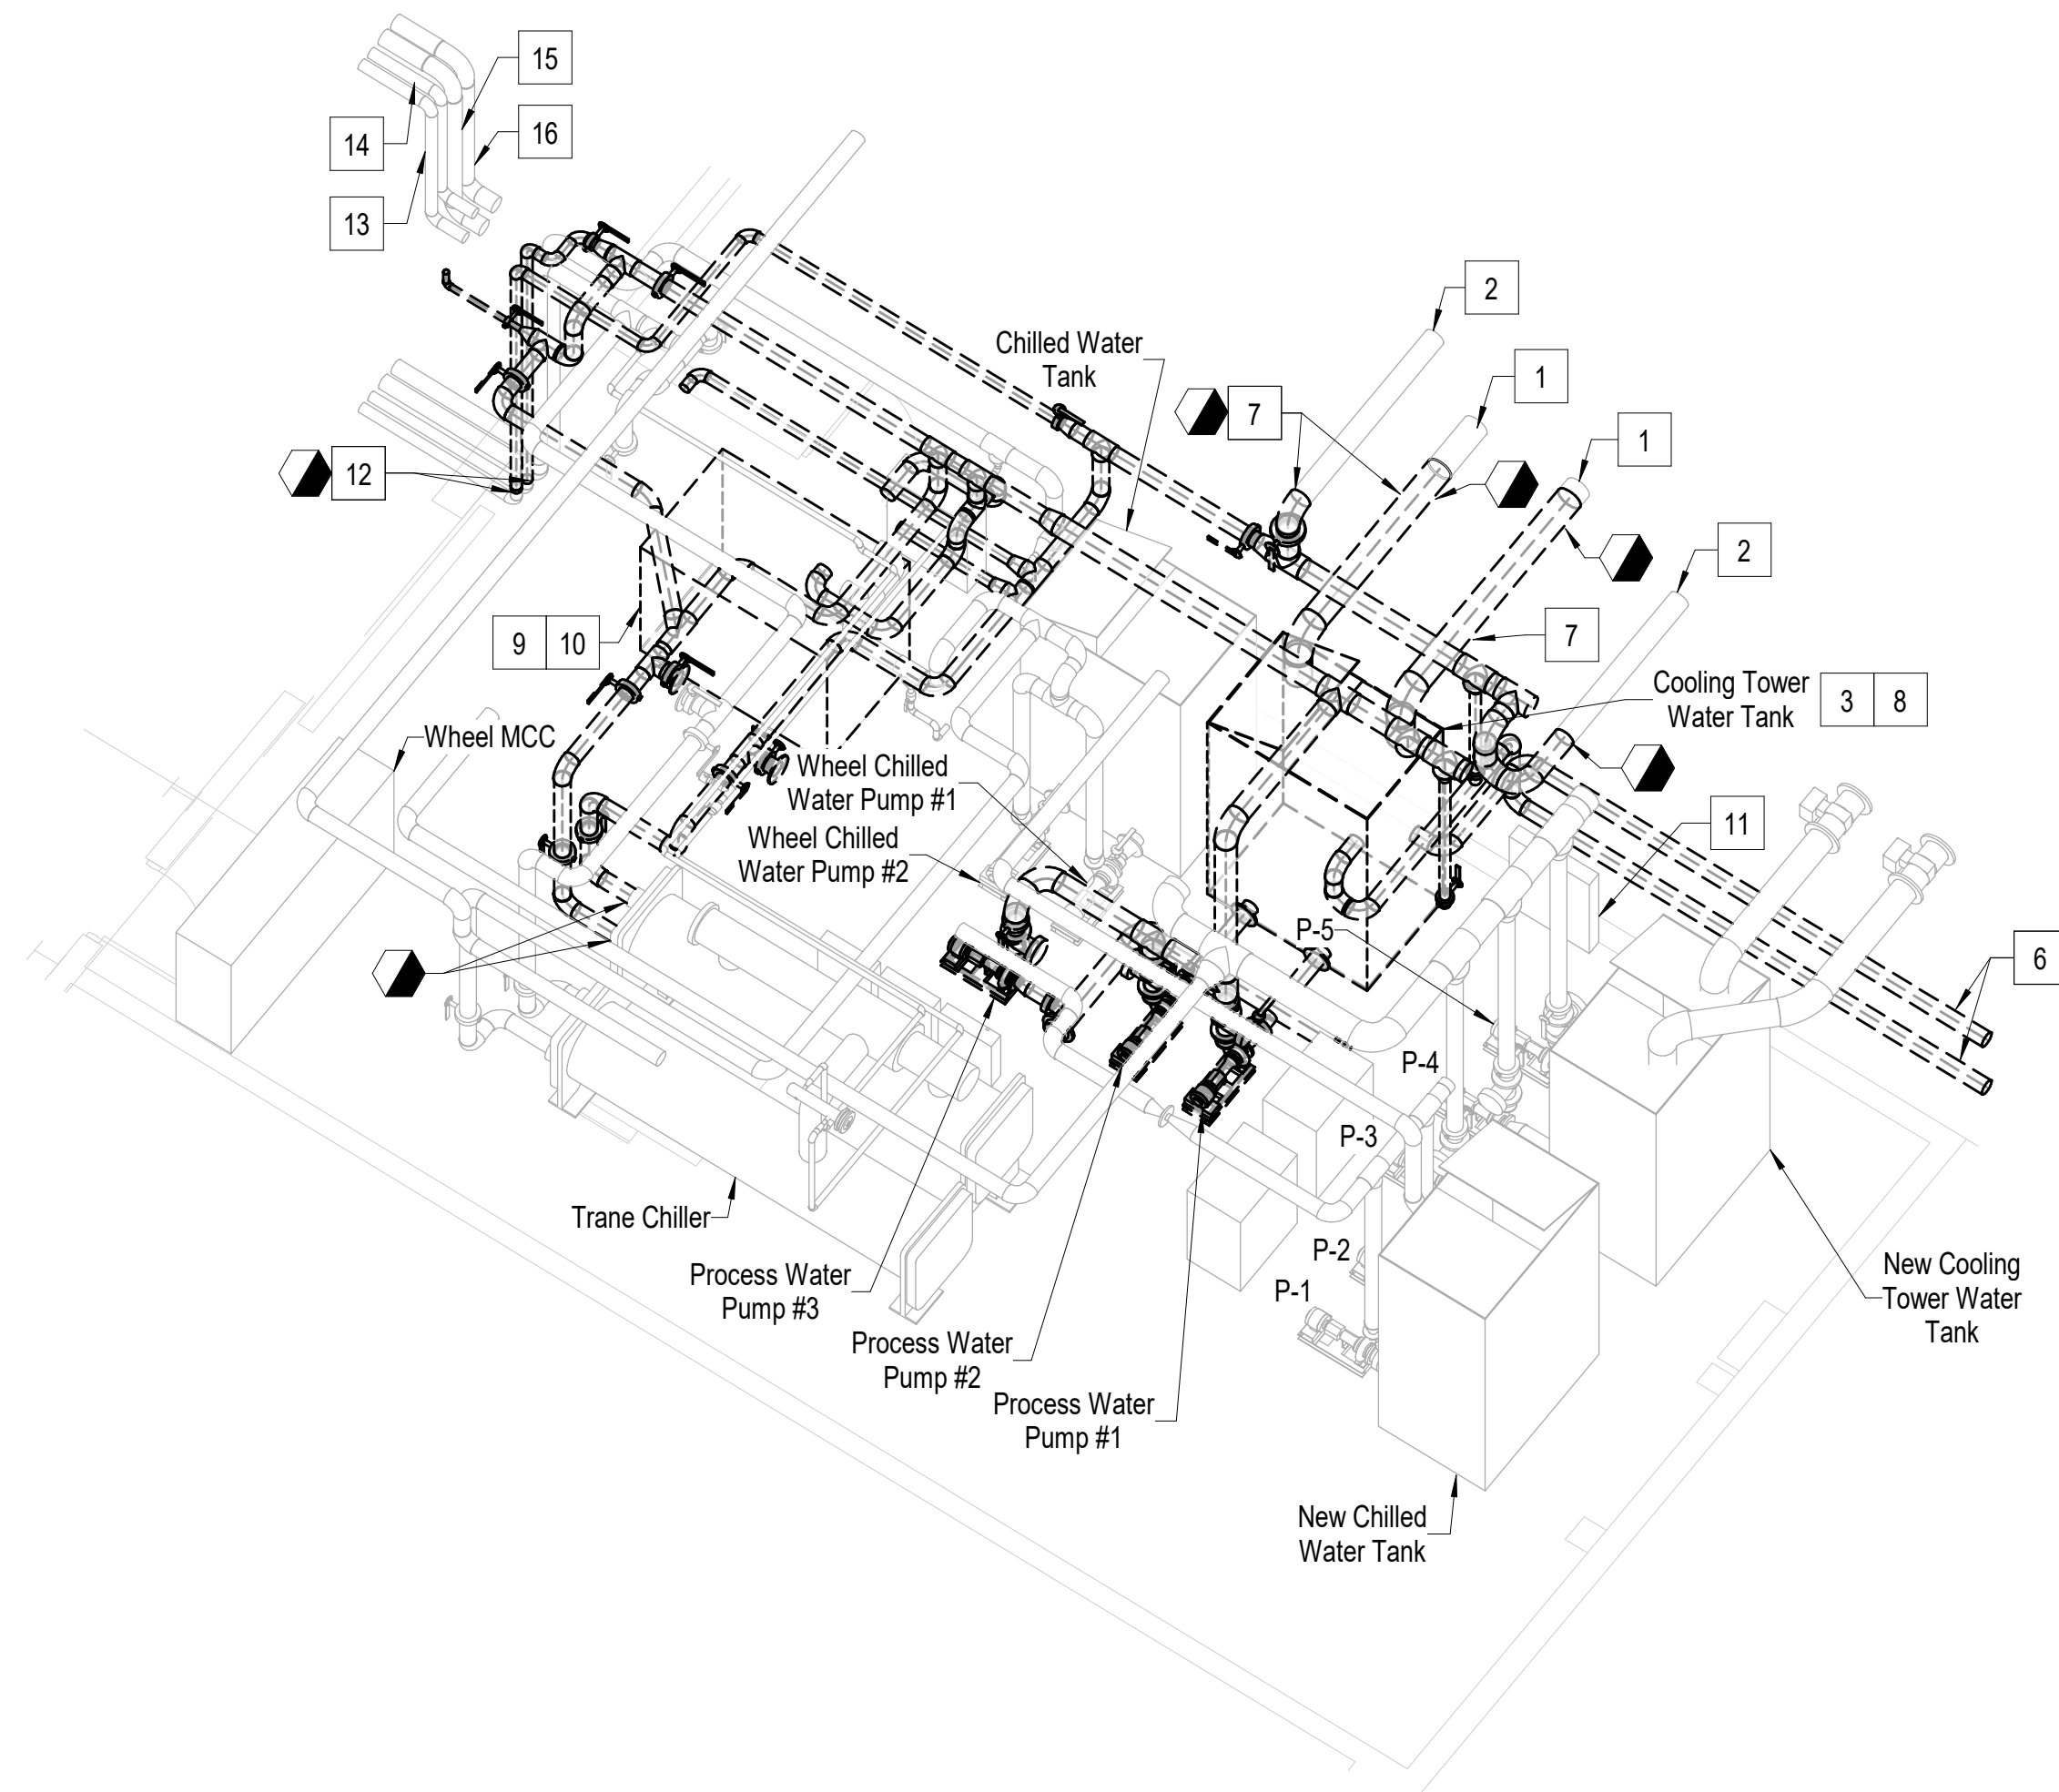 15
14
16
13
2
Chilled Water
Tank
7
1
1
12
2
9 10
7
Cooling Tower
Water Tank
3 8
Wheel MCC
Wheel Chilled
Water Pump #1
Wheel Chilled
Water Pump #2
11
P-5
6
P-4
P-3
Trane Chiller
P-2
P-1
Process Water
Pump #3
New Cooling
Tower Water
Tank
Process Water
Pump #2
Process Water
Pump #1
New Chilled
Water Tank